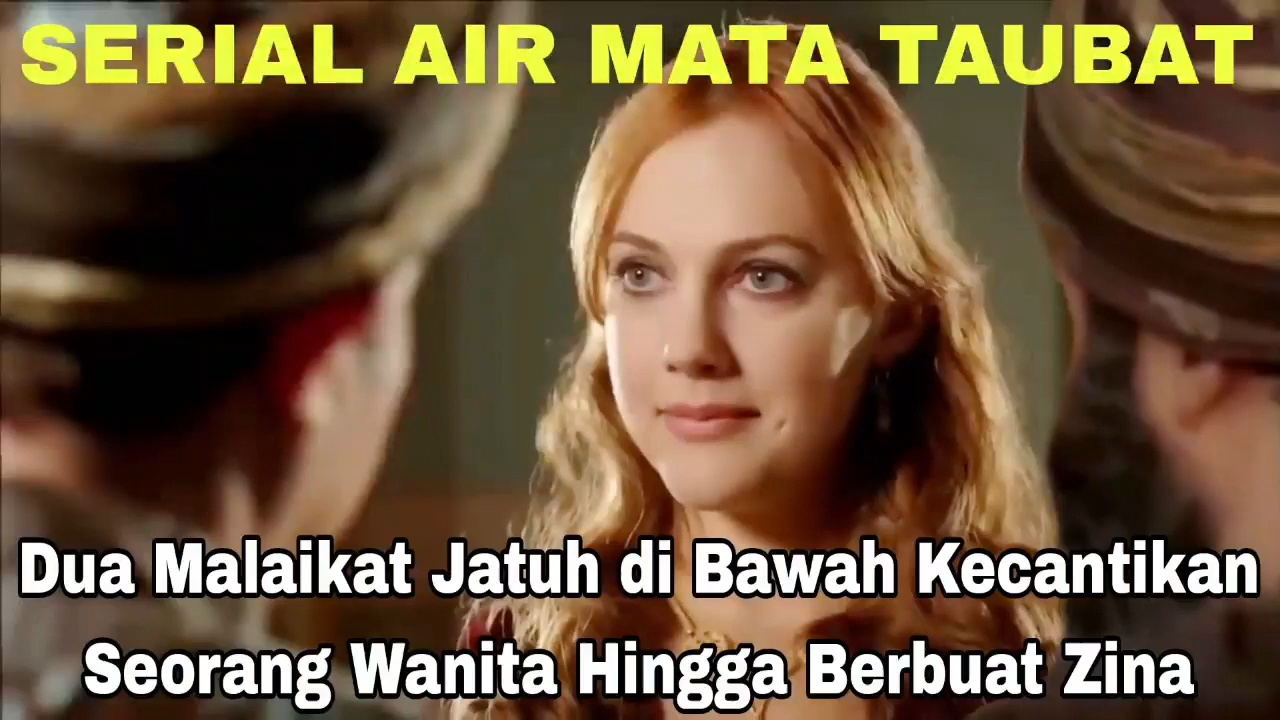 SERIAL AIR MATA TAUBAT
Dua Malaikat Jatuh di Bawah Kecantikan
Seorang Wanita Hingga Berbuat Zina